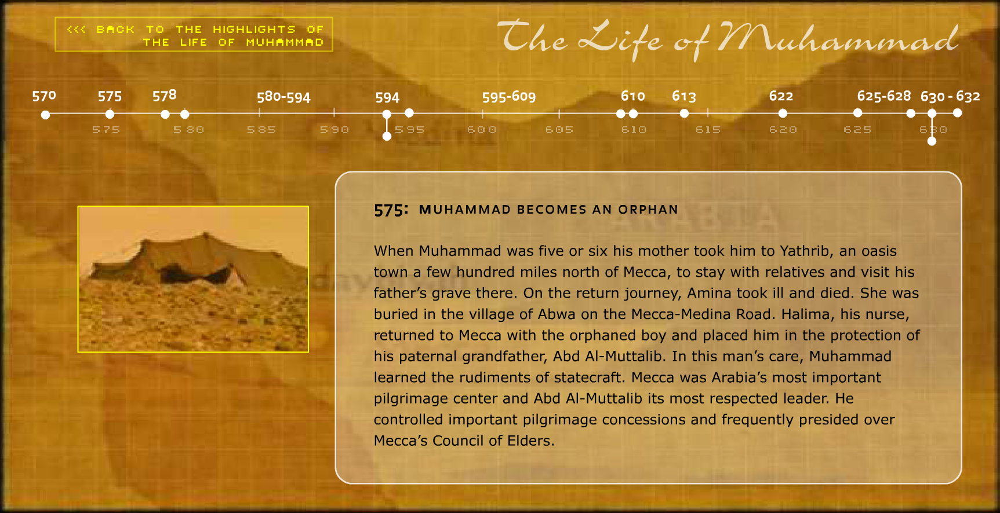 <<< BACK TO THE HIGHLIGHTS OF
THE LIFE OF MUHAMMAD
The Life of Muhammad
570 575 578 580-594 594 595-609 610 613 622 625-628 630 - 632
575 580 585 590 595 600 605 610 615 620 625 630
ARABIA
575: MUHAMMAD BECOMES AN ORPHAN
When Muhammad was five or six his mother took him to Yathrib, an oasis
town a few hundred miles north of Mecca, to stay with relatives and visit his
father’s grave there. On the return journey, Amina took ill and died. She was
buried in the village of Abwa on the Mecca-Medina Road. Halima, his nurse,
returned to Mecca with the orphaned boy and placed him in the protection of
his paternal grandfather, Abd Al-Muttalib. In this man’s care, Muhammad
learned the rudiments of statecraft. Mecca was Arabia’s most important
pilgrimage center and Abd Al-Muttalib its most respected leader. He
controlled important pilgrimage concessions and frequently presided over
Mecca’s Council of Elders.